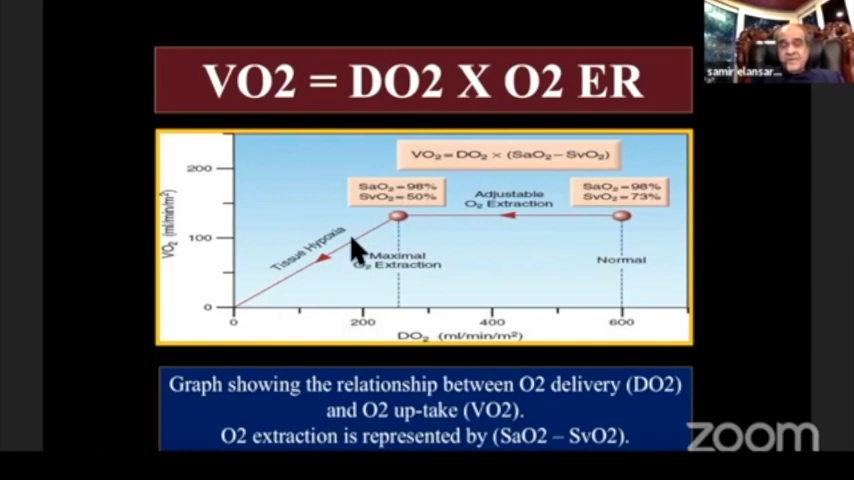 samir elansar...
VO2 = DO2 X O2 ER
VO₂=DO₂ × (SaO₂–SvO₂)
SaO₂=98%
SvO₂=50%
Adjustable
O₂ Extraction
SaO₂=98%
SvO₂=73%
VO₂ (ml/min/m²)
200
100
0
Tissue Hypoxia
Maximal
O₂ Extraction
Normal
0
200
400
600
DO₂ (ml/min/m²)
Graph showing the relationship between O2 delivery (DO2)
and O2 up-take (VO2).
O2 extraction is represented by (SaO2 – SvO2).
zoom